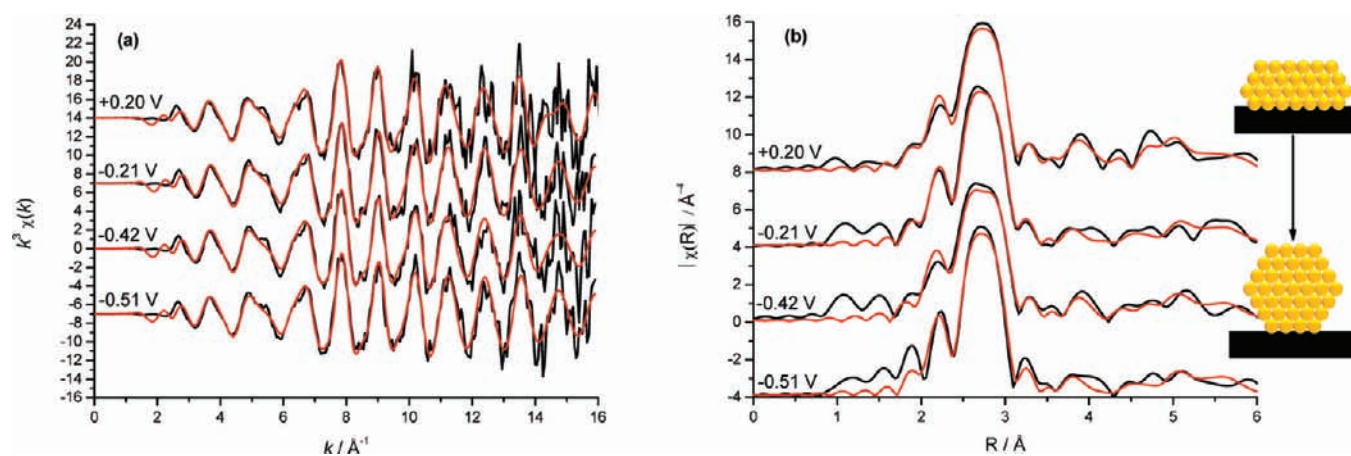 (a)
24
22
20
18
16
14
12
10
8
6
4
2
0
-2
-4
-6
-8
-10
-12
-14
-16
k³ χ(k)
+0.20 V
-0.21 V
-0.42 V
-0.51 V
0 2 4 6 8 10 12 14 16
k / Å⁻¹
(b)
16
14
12
10
8
6
4
2
0
-2
-4
| χ(R)| / Å⁻⁴
+0.20 V
-0.21 V
-0.42 V
-0.51 V
0 1 2 3 4 5 6
R / Å